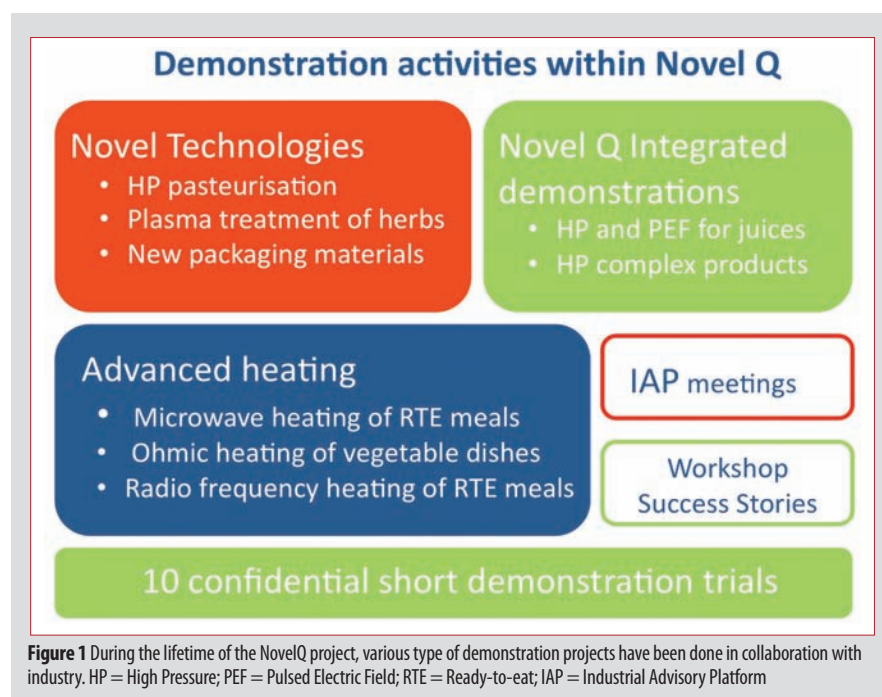 Demonstration activities within Novel Q
Novel Technologies
• HP pasteurisation
• Plasma treatment of herbs
• New packaging materials
Novel Q Integrated
demonstrations
• HP and PEF for juices
• HP complex products
Advanced heating
• Microwave heating of RTE meals
• Ohmic heating of vegetable dishes
• Radio frequency heating of RTE meals
IAP meetings
Workshop
Success Stories
10 confidential short demonstration trials
Figure 1 During the lifetime of the NovelQ project, various type of demonstration projects have been done in collaboration with
industry. HP = High Pressure; PEF = Pulsed Electric Field; RTE = Ready-to-eat; IAP = Industrial Advisory Platform